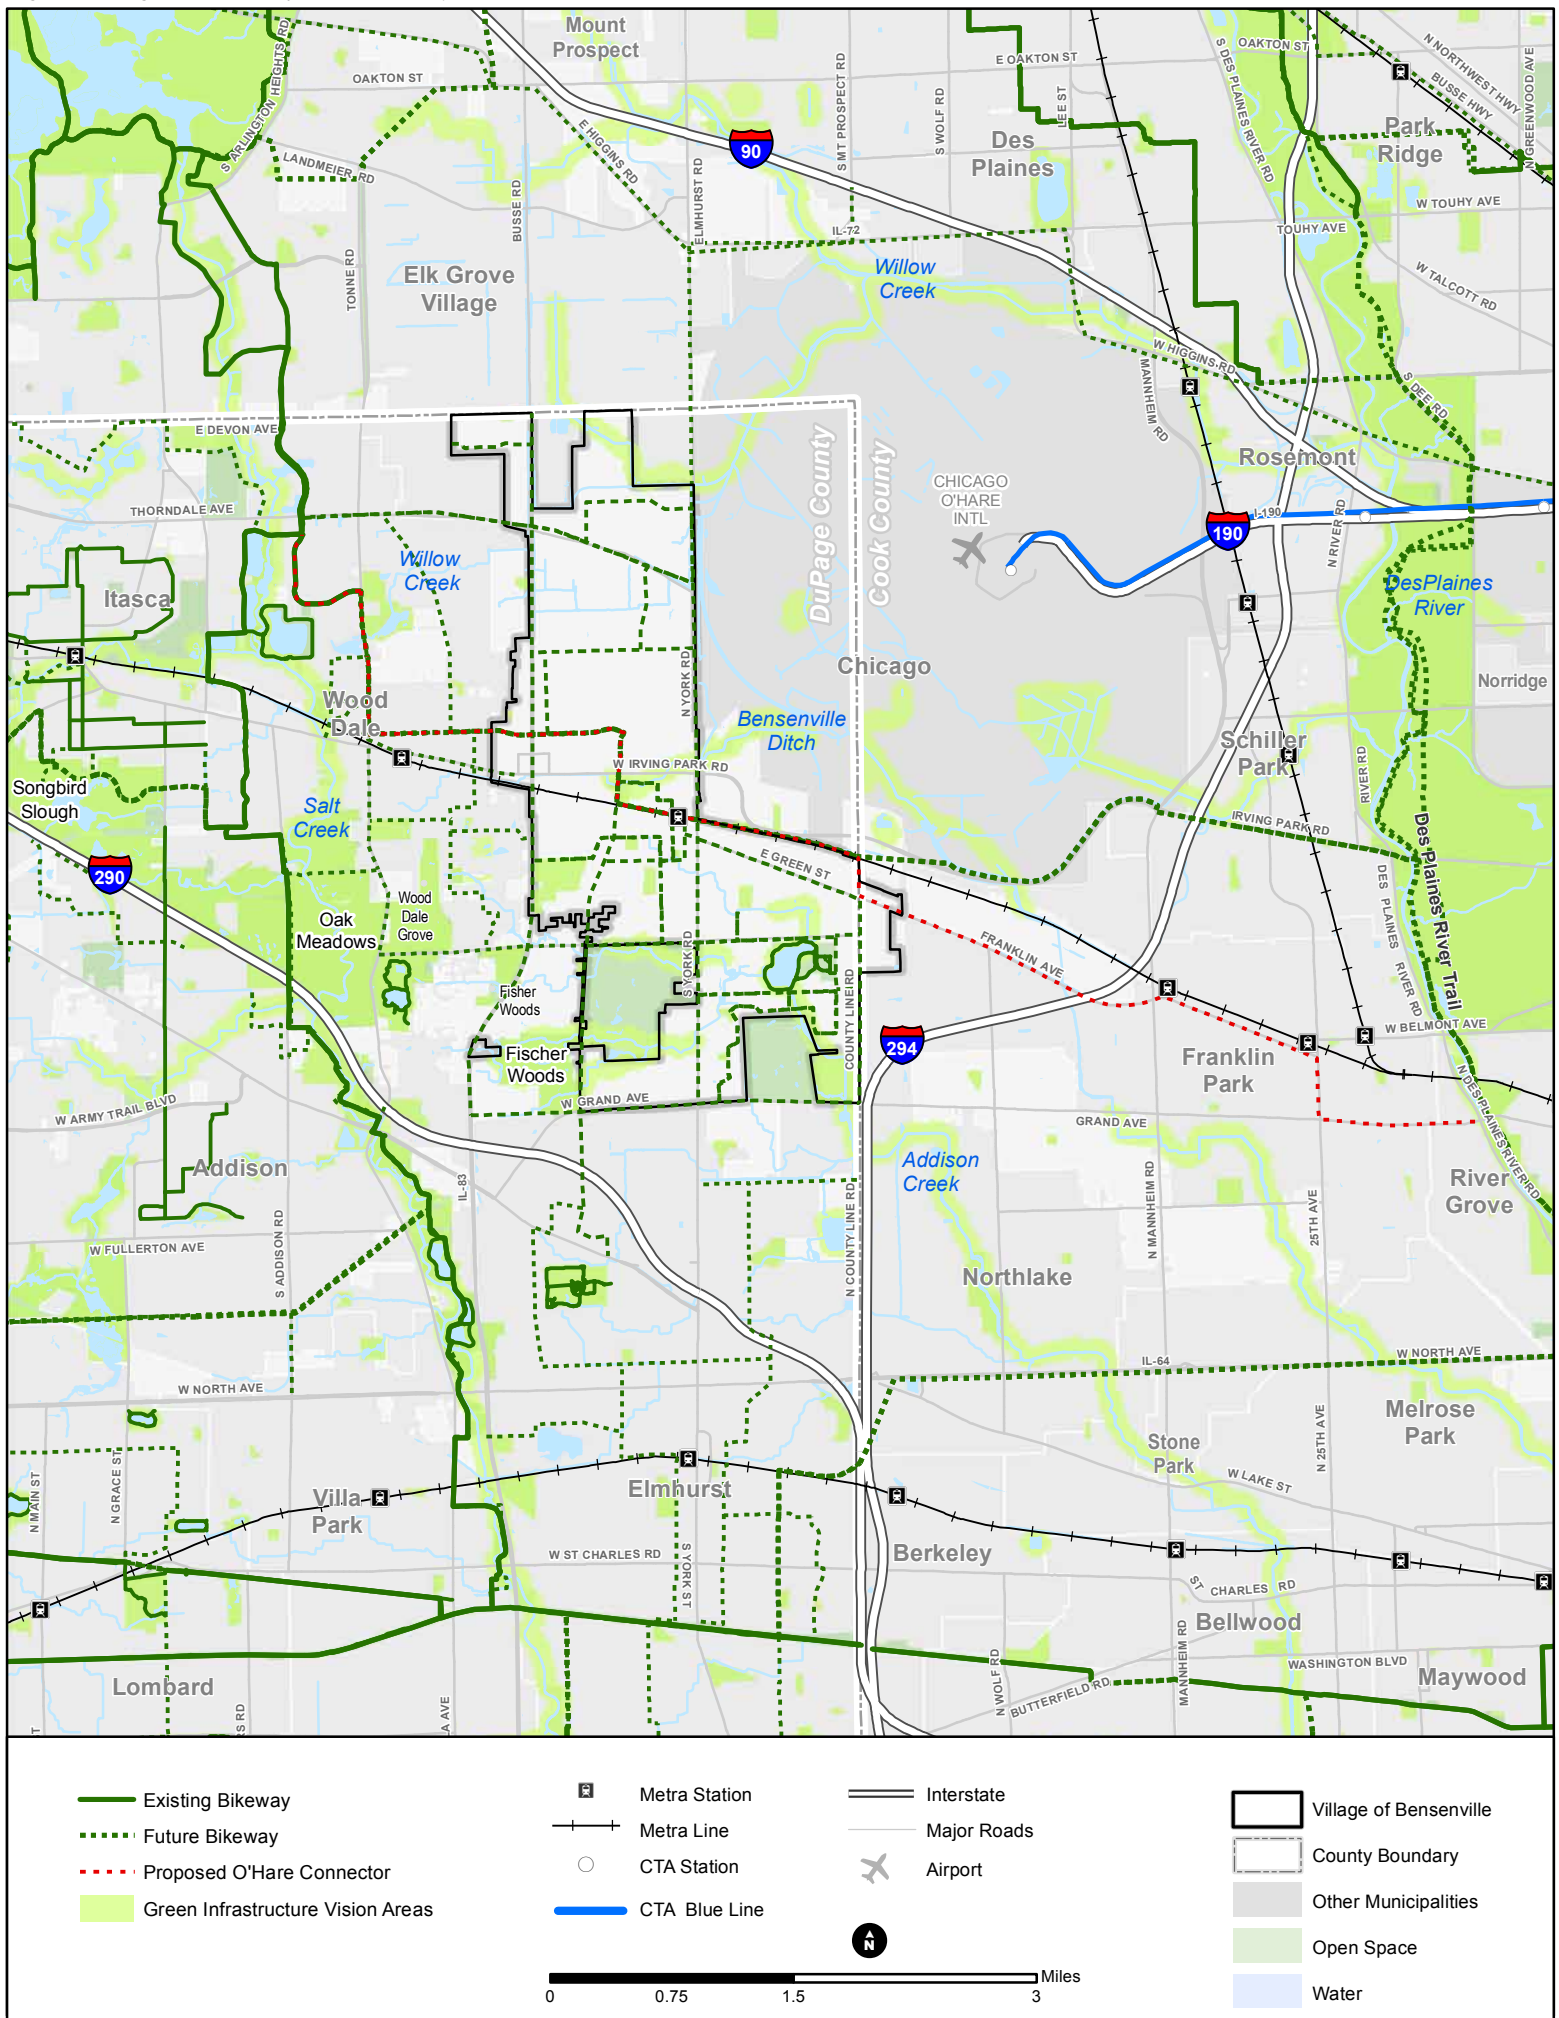 Mount
Prospect
OAKTON ST
S ARLINGTON HEIGHTS RD
E HIGGINS RD
90
S MT PROSPECT RD
S WOLF RD
E OAKTON ST
LEE ST
Des
Plaines
S DES PLAINES RIVER RD
OAKTON ST
N NORTHWEST HWY
BUSSE HWY
N GREENWOOD AVE
Park
Ridge
LANDMEIER RD
BUSSE RD
ELMHURST RD
IL-72
W TOUHY AVE
TOUHY AVE
W TALCOTT RD
TONNE RD
Elk Grove
Village
Willow
Creek
W HIGGINS RD
MANNHEIM RD
S DEE RD
E DEVON AVE
DuPage County
Cook County
Rosemont
CHICAGO
O'HARE
INTL
THORNDALE AVE
I-190
190
N RIVER RD
Willow
Creek
DesPlaines
River
Itasca
N YORK RD
Chicago
Norridge
Wood
Dale
Bensenville
Ditch
Schiller
Park
W IRVING PARK RD
RIVER RD
Songbird
Slough
Salt
Creek
IRVING PARK RD
E GREEN ST
290
Des Plaines River Trail
DES PLAINES RIVER RD
Wood
Dale
Grove
Oak
Meadows
S YORK RD
FRANKLIN AVE
Fisher
Woods
COUNTY LINE RD
294
W BELMONT AVE
Fischer
Woods
Franklin
Park
N DES PLAINES RIVER RD
W GRAND AVE
W ARMY TRAIL BLVD
GRAND AVE
Addison
Addison
Creek
River
Grove
IL-83
N COUNTY LINE RD
N MANNHEIM RD
25TH AVE
S ADDISON RD
W FULLERTON AVE
Northlake
IL-64
W NORTH AVE
W NORTH AVE
Melrose
Park
Stone
Park
N 25TH AVE
N MAIN ST
N GRACE ST
W LAKE ST
Villa
Park
Elmhurst
Berkeley
W ST CHARLES RD
S YORK ST
ST CHARLES RD
Bellwood
N WOLF RD
MANNHEIM RD
WASHINGTON BLVD
Lombard
BUTTERFIELD RD
Maywood
ST
RS RD
LA AVE
Existing Bikeway
Future Bikeway
Proposed O'Hare Connector
Green Infrastructure Vision Areas
Metra Station
Metra Line
CTA Station
CTA Blue Line
Interstate
Major Roads
Airport
Village of Bensenville
County Boundary
Other Municipalities
Open Space
Water
N
Miles
0 0.75 1.5 3